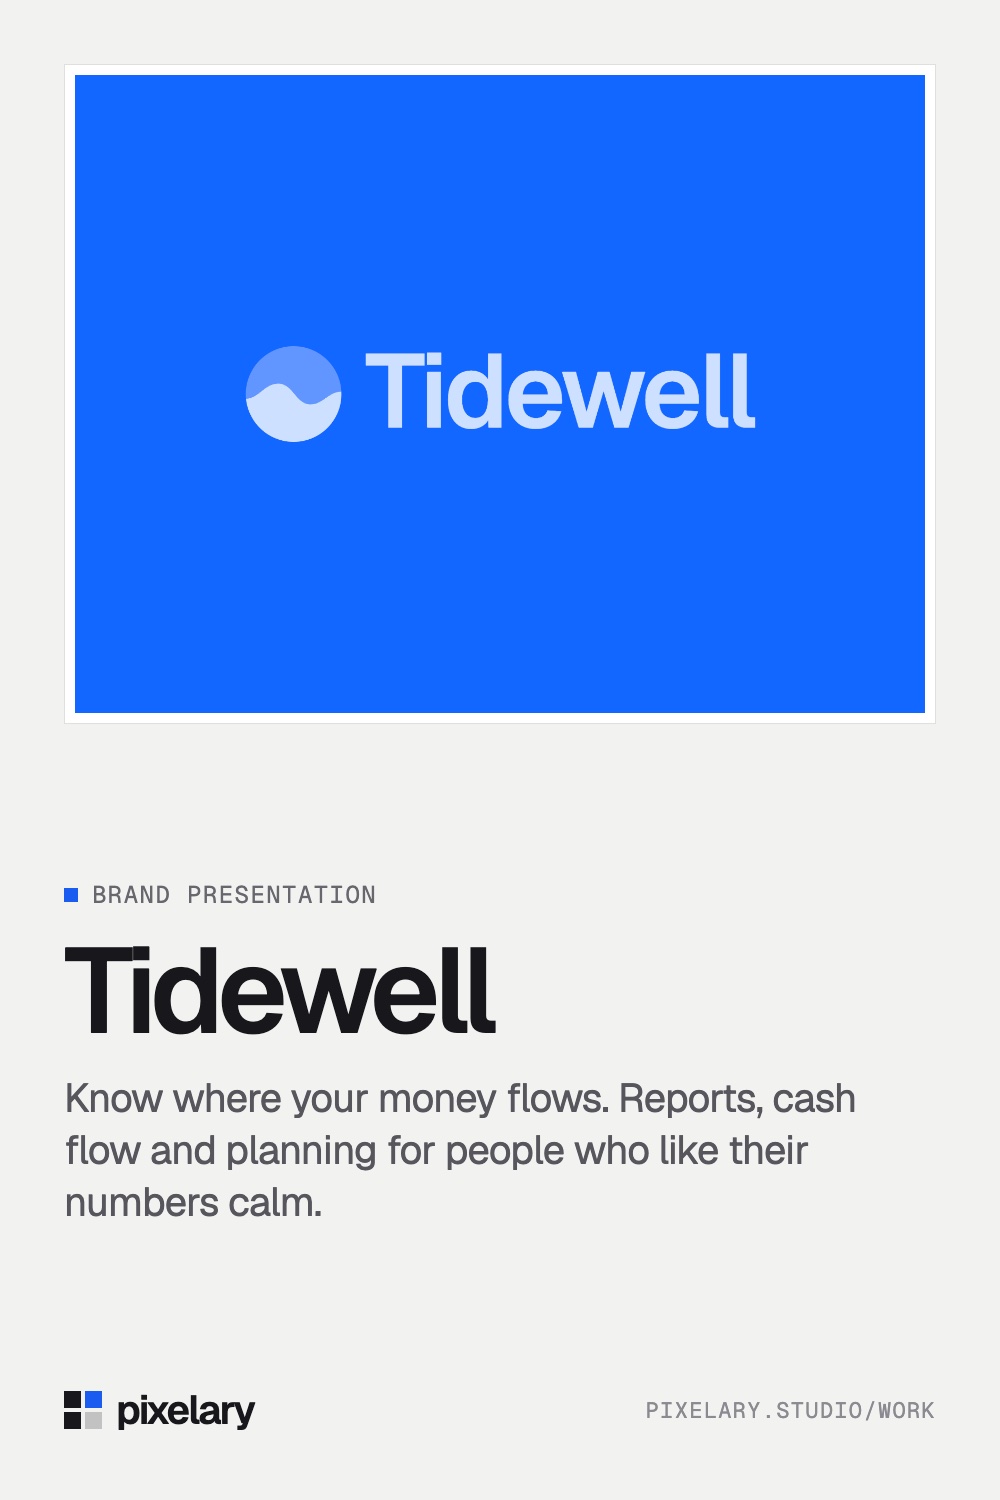 Tidewell
BRAND PRESENTATION
Tidewell
Know where your money flows. Reports, cash
flow and planning for people who like their
numbers calm.
pixelary
PIXELARY.STUDIO/WORK